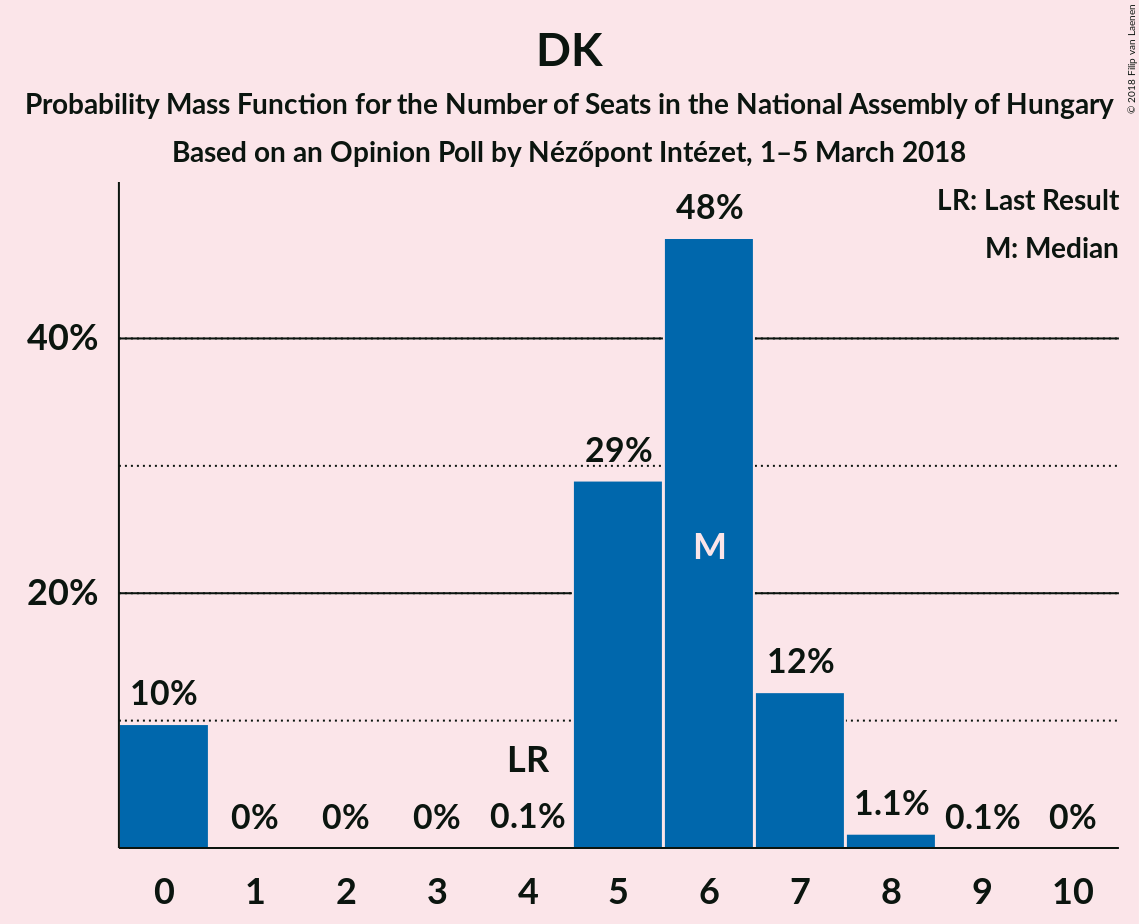 DK
Probability Mass Function for the Number of Seats in the National Assembly of Hungary
Based on an Opinion Poll by Nézőpont Intézet, 1–5 March 2018
© 2018 Filip van Laenen
LR: Last Result
M: Median
48%
40%
29%
M
20%
12%
10%
LR
1.1%
0% 0% 0% 0.1% 0.1% 0%
0 1 2 3 4 5 6 7 8 9 10